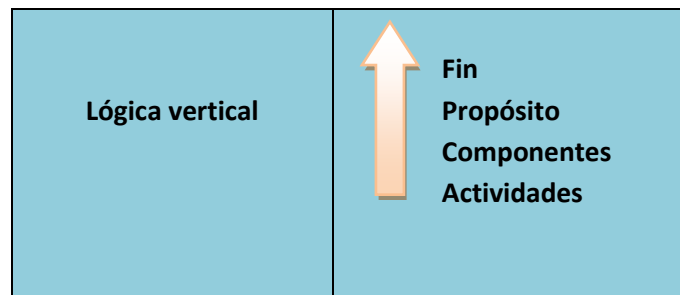 Lógica vertical
Fin
Propósito
Componentes
Actividades